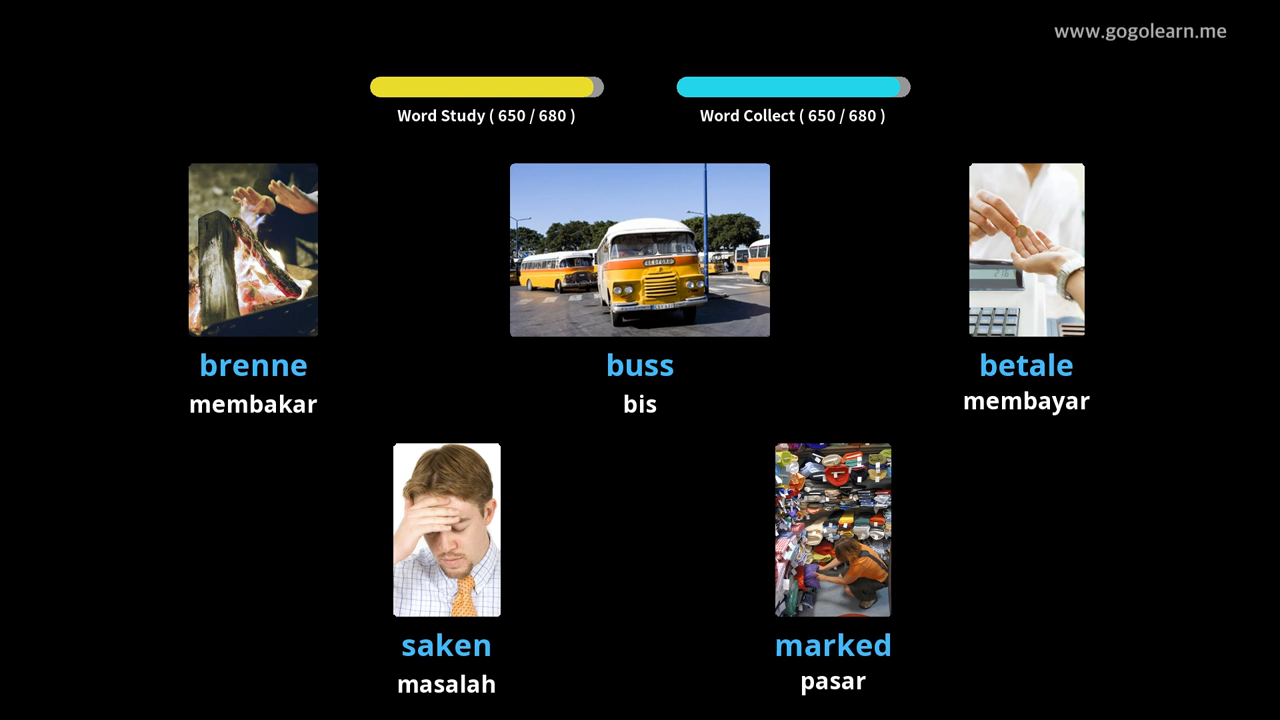 www.gogolearn.me
Word Study ( 650 / 680 )
Word Collect ( 650 / 680 )
brenne
membakar
buss
bis
betale
membayar
saken
masalah
marked
pasar